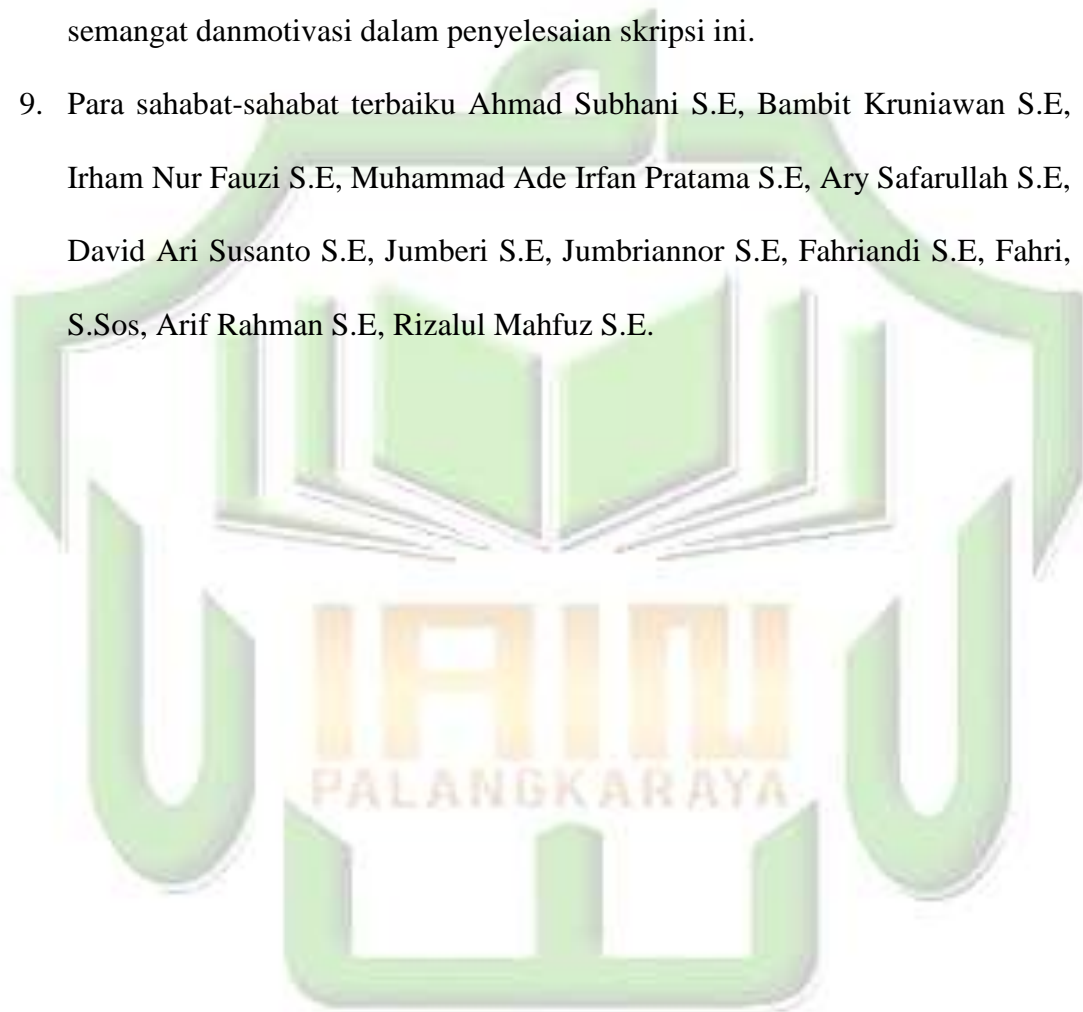 semangat danmotivasi dalam penyelesaian skripsi ini.
9. Para sahabat-sahabat terbaiku Ahmad Subhani S.E, Bambit Kruniawan S.E,
Irham Nur Fauzi S.E, Muhammad Ade Irfan Pratama S.E, Ary Safarullah S.E,
David Ari Susanto S.E, Jumberi S.E, Jumbriannor S.E, Fahriandi S.E, Fahri,
S.Sos, Arif Rahman S.E, Rizalul Mahfuz S.E.
IAIN
PALANGKARAYA